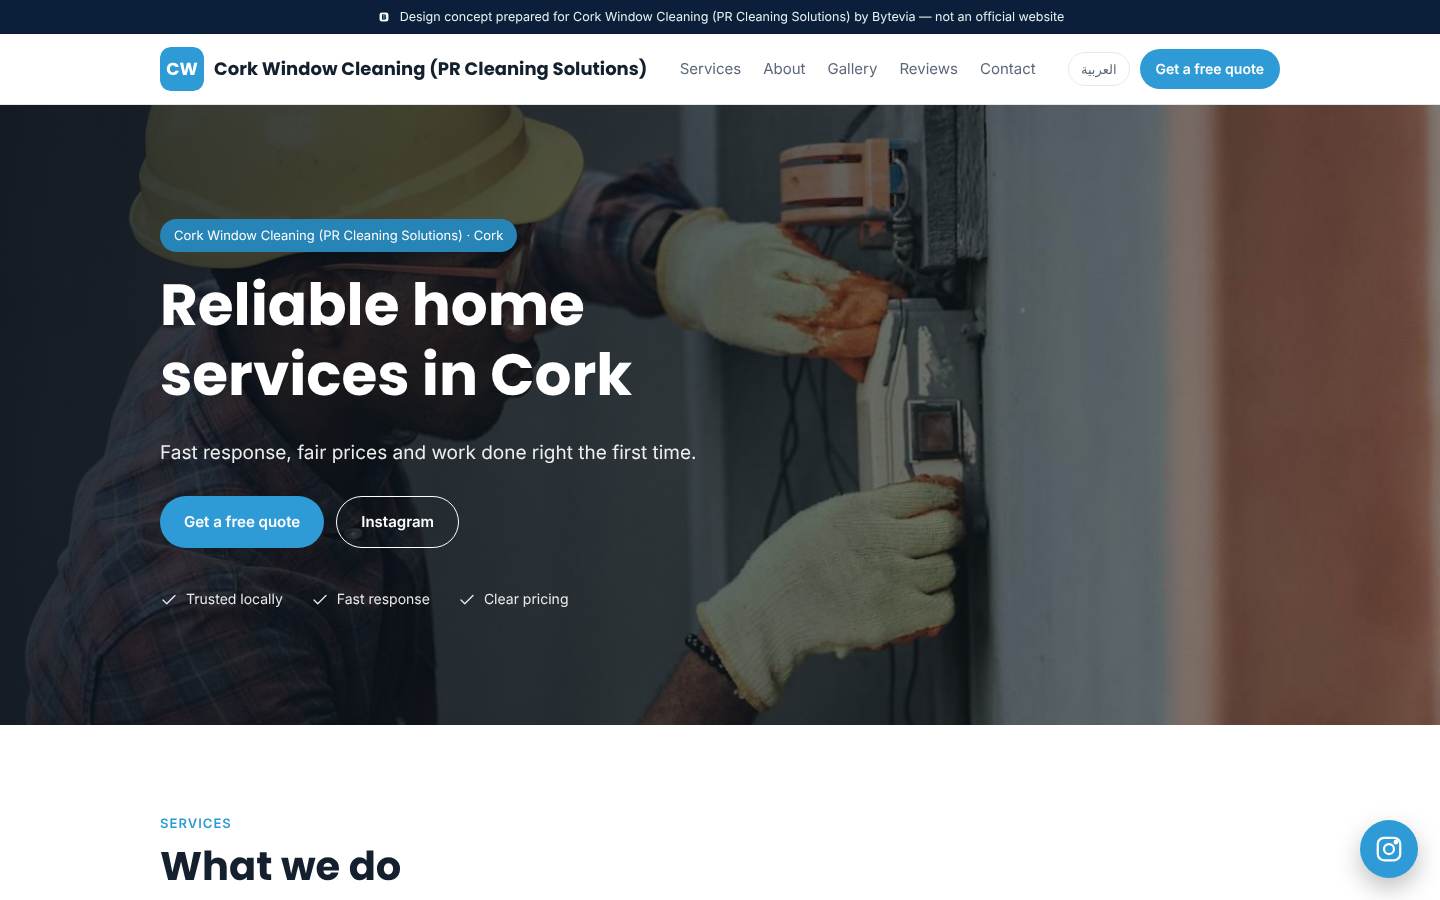 Design concept prepared for Cork Window Cleaning (PR Cleaning Solutions) by Bytevia — not an official website
CW
Cork Window Cleaning (PR Cleaning Solutions)
Services
About
Gallery
Reviews
Contact
العربية
Get a free quote
Cork Window Cleaning (PR Cleaning Solutions) · Cork
Reliable home
services in Cork
Fast response, fair prices and work done right the first time.
Get a free quote
Instagram
Trusted locally
Fast response
Clear pricing
SERVICES
What we do